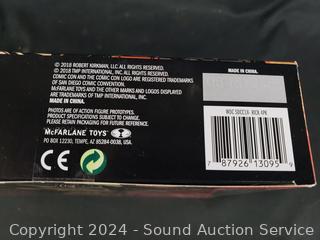 © 2018 ROBERT KIRKMAN, LLC ALL RIGHTS RESERVED.
© 2018 TMP INTERNATIONAL, INC. ALL RIGHTS RESERVED.
COMIC CON AND THE COMIC CON LOGO ARE REGISTERED TRADEMARKS
OF SAN DIEGO COMIC CONVENTION.
McFARLANE TOYS AND THE OTHER MARKS AND LOGOS DISPLAYED
ARE TRADEMARKS OF TMP INTERNATIONAL, INC.
MADE IN CHINA.
PHOTOS ARE OF ACTION FIGURE PROTOTYPES.
PRODUCT SPECIFICATIONS SUBJECT TO CHANGE.
PLEASE RETAIN PACKAGING FOR FUTURE REFERENCE.
McFARLANE TOYS
PO BOX 12230, TEMPE, AZ 85284-0038, USA.
CE
MADE IN CHINA.
RICK 4PK
7 87926 13095 9
Copyright © 2024 - Sound Auction Service